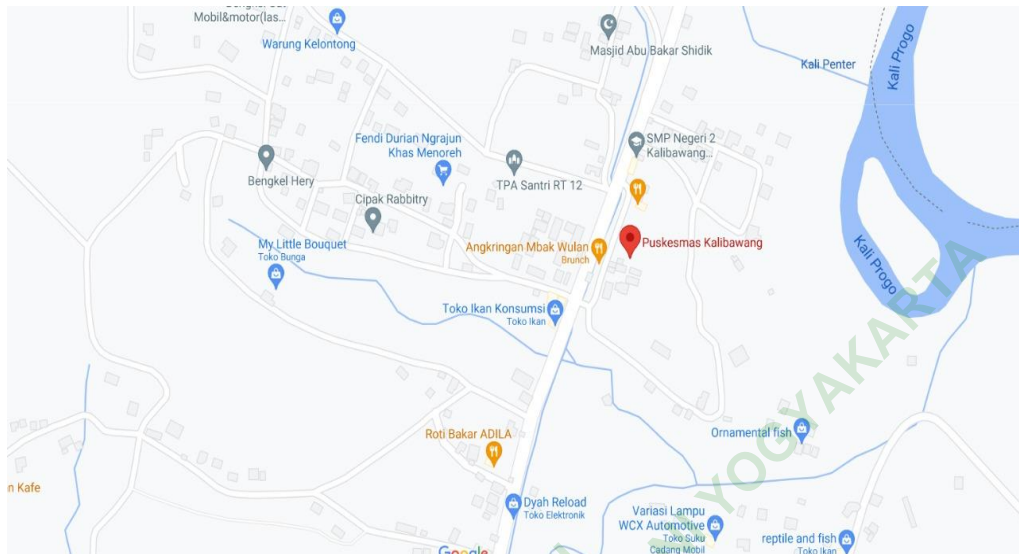 Mobil&motor(las...
Warung Kelontong
Masjid Abu Bakar Shidik
Kali Penter
Kali Progo
Fendi Durian Ngrajun
Khas Menoreh
SMP Negeri 2
Kalibawang...
Bengkel Hery
TPA Santri RT 12
Cipak Rabbitry
My Little Bouquet
Toko Bunga
Angkringan Mbak Wulan
Brunch
Puskesmas Kalibawang
Kali Progo
Toko Ikan Konsumsi
Toko Ikan
Roti Bakar ADILA
Ornamental fish
n Kafe
Dyah Reload
Toko Elektronik
Variasi Lampu
WCX Automotive
Toko Suku
Cadang Mobil
reptile and fish
Toko Ikan
Google
YOGYAKARTA